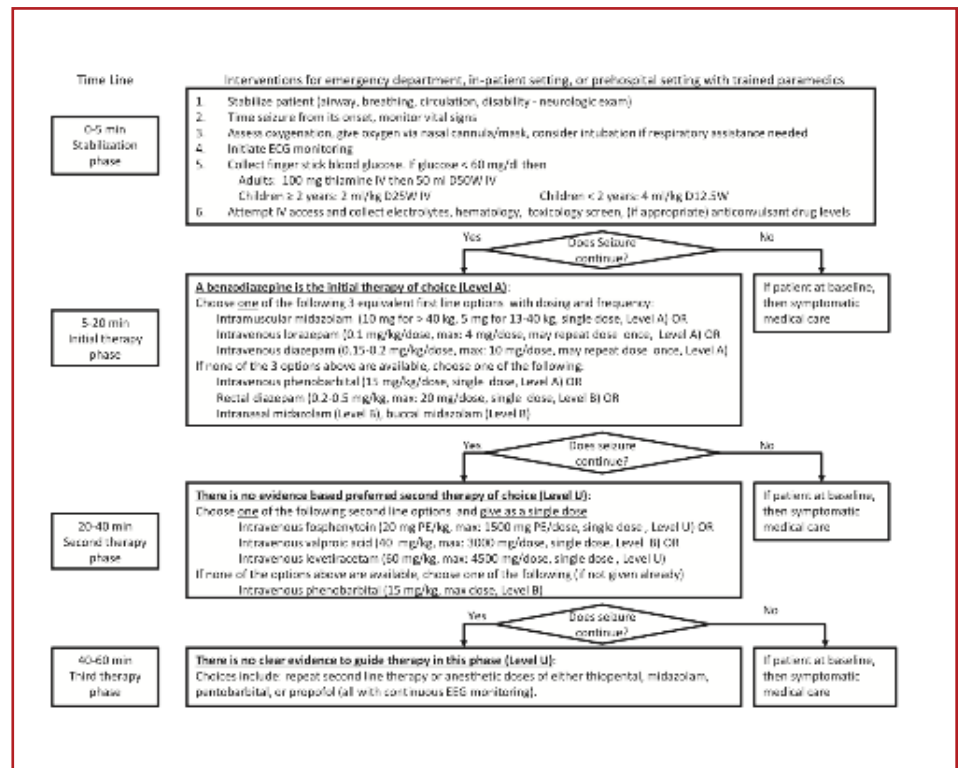 Time Line
Interventions for emergency department, in-patient setting, or prehospital setting with trained paramedics
0-5 min
Stabilization
phase
1. Stabilize patient (airway, breathing, circulation, disability - neurologic exam)
2. Time seizure from its onset, monitor vital signs
3. Assess oxygenation, give oxygen via nasal cannula/mask, consider intubation if respiratory assistance needed
4. Initiate ECG monitoring
5. Collect finger stick blood glucose. If glucose < 60 mg/dl then
Adults: 100 mg thiamine IV then 50 ml D50W IV
Children ≥ 2 years: 2 ml/kg D25W IV Children < 2 years: 4 ml/kg D12.5W
6. Attempt IV access and collect electrolytes, hematology, toxicology screen, (if appropriate) anticonvulsant drug levels
Yes
Does Seizure
continue?
No
5-20 min
Initial therapy
phase
A benzodiazepine is the initial therapy of choice (Level A):
Choose one of the following 3 equivalent first line options with dosing and frequency:
Intramuscular midazolam (10 mg for > 40 kg, 5 mg for 13-40 kg, single dose, Level A) OR
Intravenous lorazepam (0.1 mg/kg/dose, max: 4 mg/dose, may repeat dose once, Level A) OR
Intravenous diazepam (0.15-0.2 mg/kg/dose, max: 10 mg/dose, may repeat dose once, Level A)
If none of the 3 options above are available, choose one of the following:
Intravenous phenobarbital (15 mg/kg/dose, single dose, Level A) OR
Rectal diazepam (0.2-0.5 mg/kg, max: 20 mg/dose, single dose, Level B) OR
Intranasal midazolam (Level B), buccal midazolam (Level B)
If patient at baseline,
then symptomatic
medical care
Yes
Does seizure
continue?
No
20-40 min
Second therapy
phase
There is no evidence based preferred second therapy of choice (Level U):
Choose one of the following second line options and give as a single dose
Intravenous fosphenytoin (20 mg PE/kg, max: 1500 mg PE/dose, single dose , Level U) OR
Intravenous valproic acid (40 mg/kg, max: 3000 mg/dose, single dose, Level B) OR
Intravenous levetiracetam (60 mg/kg, max: 4500 mg/dose, single dose , Level U)
If none of the options above are available, choose one of the following (if not given already)
Intravenous phenobarbital (15 mg/kg, max dose, Level B)
If patient at baseline,
then symptomatic
medical care
Yes
Does seizure
continue?
No
40-60 min
Third therapy
phase
There is no clear evidence to guide therapy in this phase (Level U):
Choices include: repeat second line therapy or anesthetic doses of either thiopental, midazolam,
pentobarbital, or propofol (all with continuous EEG monitoring).
If patient at baseline,
then symptomatic
medical care